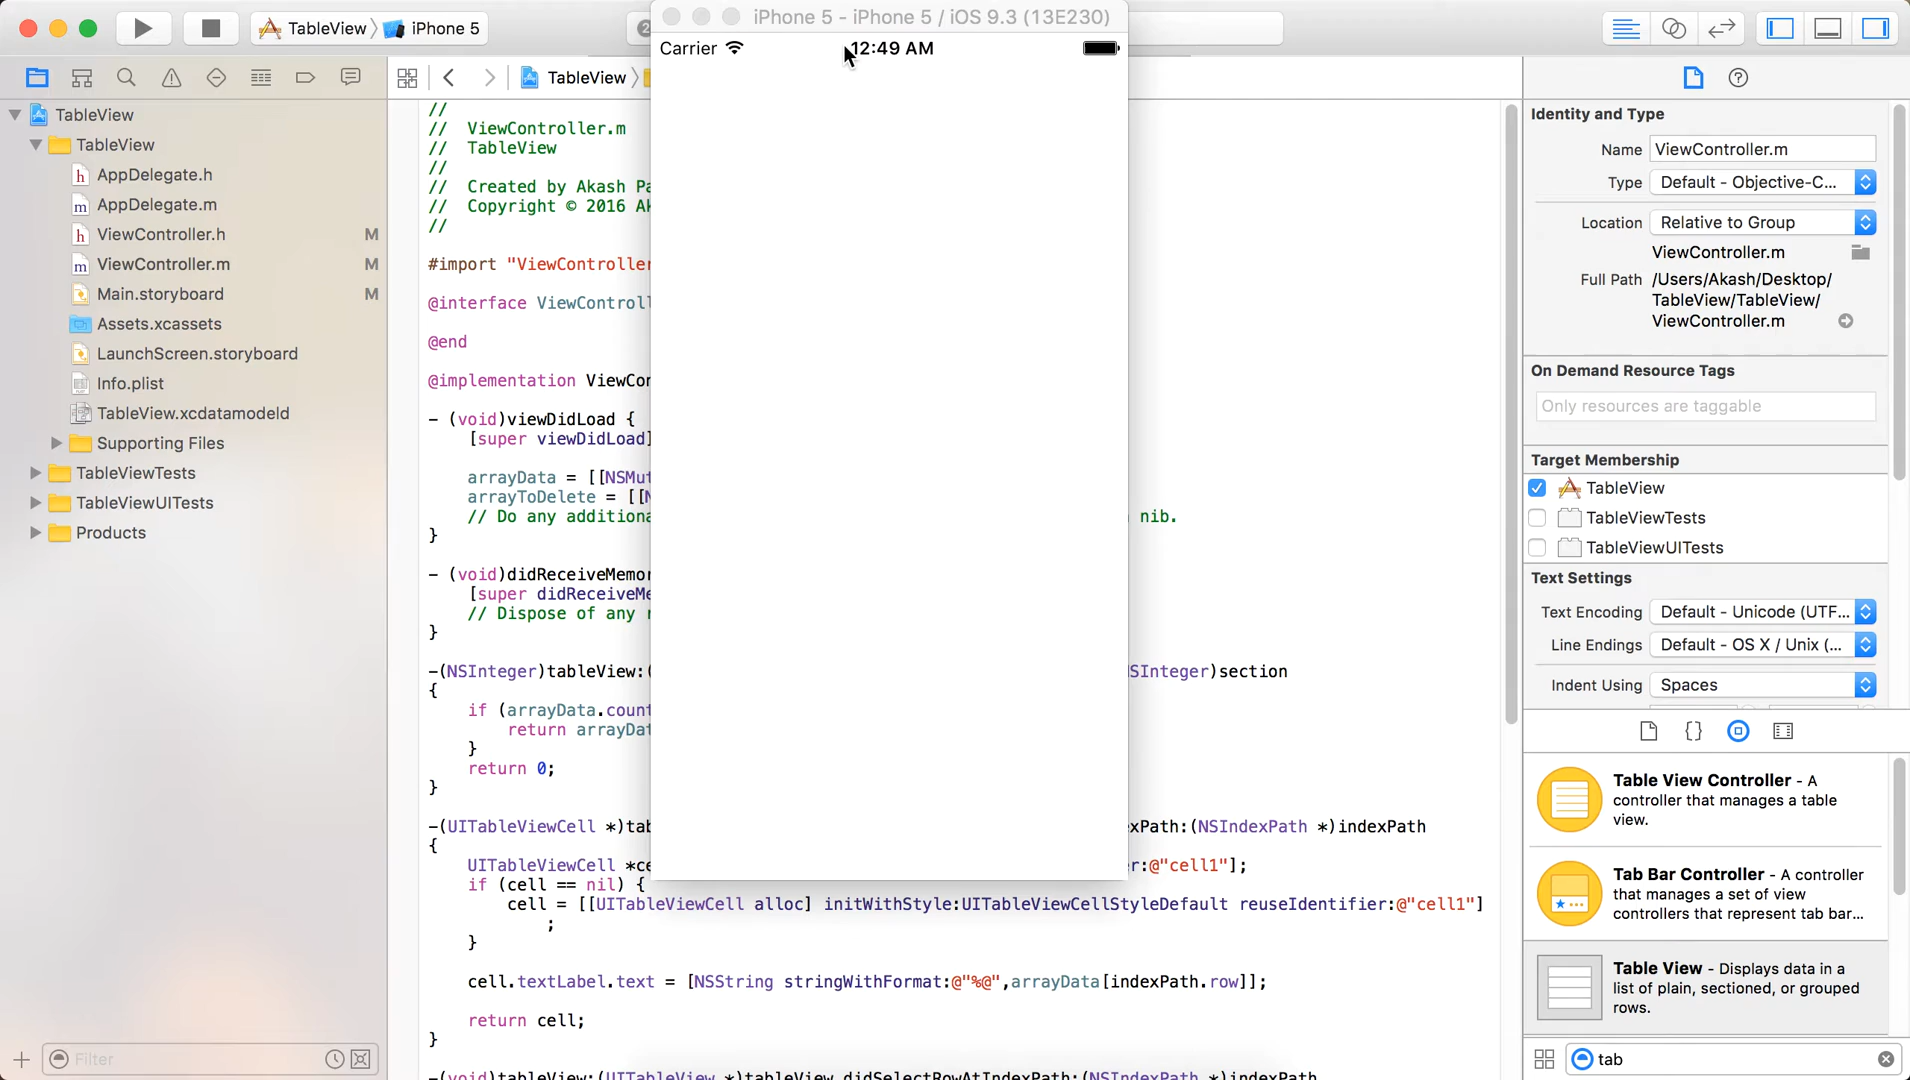 TableView
iPhone 5
iPhone 5 - iPhone 5 / iOS 9.3 (13E230)
Carrier
12:49 AM
TableView
TableView
TableView
AppDelegate.h
AppDelegate.m
ViewController.h M
ViewController.m M
Main.storyboard M
Assets.xcassets
LaunchScreen.storyboard
Info.plist
TableView.xcdatamodeld
Supporting Files
TableViewTests
TableViewUITests
Products
Filter
//
// ViewController.m
// TableView
//
// Created by Akash Pa
// Copyright © 2016 Ak
//
#import "ViewController
@interface ViewControll
@end
@implementation ViewCon
- (void)viewDidLoad {
[super viewDidLoad]
arrayData = [[NSMut
arrayToDelete = [[N
// Do any additiona nib.
}
- (void)didReceiveMemor
[super didReceiveMe
// Dispose of any r
}
-(NSInteger)tableView:( SInteger)section
{
if (arrayData.count
return arrayDat
}
return 0;
}
-(UITableViewCell *)tab xPath:(NSIndexPath *)indexPath
{
UITableViewCell *ce r:@"cell1"];
if (cell == nil) {
cell = [[UITableViewCell alloc] initWithStyle:UITableViewCellStyleDefault reuseIdentifier:@"cell1"]
;
}
cell.textLabel.text = [NSString stringWithFormat:@"%@",arrayData[indexPath.row]];
return cell;
}
-(void)tableView:(UITableView *)tableView didSelectRowAtIndexPath:(NSIndexPath *)indexPath
Identity and Type
Name ViewController.m
Type Default - Objective-C...
Location Relative to Group
ViewController.m
Full Path /Users/Akash/Desktop/
TableView/TableView/
ViewController.m
On Demand Resource Tags
Only resources are taggable
Target Membership
TableView
TableViewTests
TableViewUITests
Text Settings
Text Encoding Default - Unicode (UTF...
Line Endings Default - OS X / Unix (...
Indent Using Spaces
Table View Controller - A
controller that manages a table
view.
Tab Bar Controller - A controller
that manages a set of view
controllers that represent tab bar...
Table View - Displays data in a
list of plain, sectioned, or grouped
rows.
tab